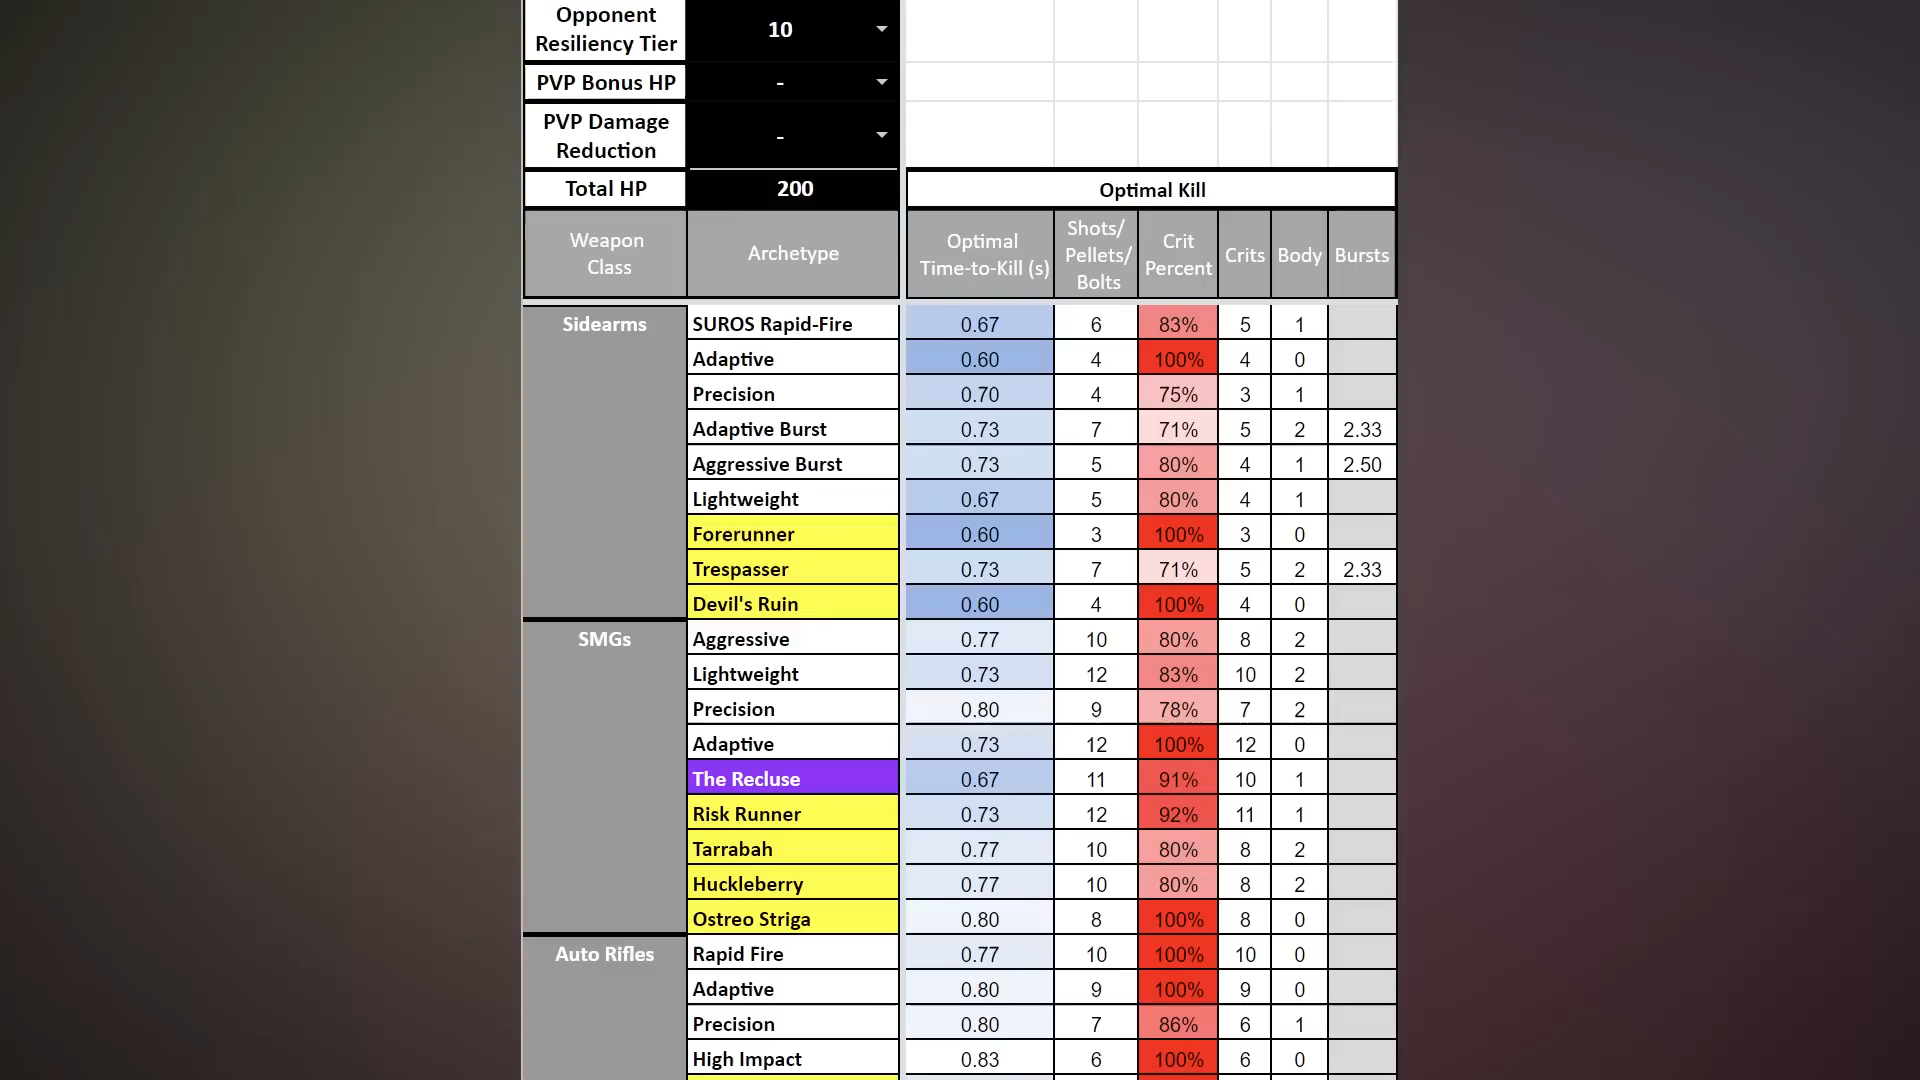 Opponent
Resiliency Tier 10
PVP Bonus HP -
PVP Damage
Reduction -
Total HP 200 Optimal Kill
Weapon
Class Archetype Optimal
Time-to-Kill (s) Shots/
Pellets/
Bolts Crit
Percent Crits Body Bursts
Sidearms SUROS Rapid-Fire 0.67 6 83% 5 1
Adaptive 0.60 4 100% 4 0
Precision 0.70 4 75% 3 1
Adaptive Burst 0.73 7 71% 5 2 2.33
Aggressive Burst 0.73 5 80% 4 1 2.50
Lightweight 0.67 5 80% 4 1
Forerunner 0.60 3 100% 3 0
Trespasser 0.73 7 71% 5 2 2.33
Devil's Ruin 0.60 4 100% 4 0
SMGs Aggressive 0.77 10 80% 8 2
Lightweight 0.73 12 83% 10 2
Precision 0.80 9 78% 7 2
Adaptive 0.73 12 100% 12 0
The Recluse 0.67 11 91% 10 1
Risk Runner 0.73 12 92% 11 1
Tarrabah 0.77 10 80% 8 2
Huckleberry 0.77 10 80% 8 2
Ostreo Striga 0.80 8 100% 8 0
Auto Rifles Rapid Fire 0.77 10 100% 10 0
Adaptive 0.80 9 100% 9 0
Precision 0.80 7 86% 6 1
High Impact 0.83 6 100% 6 0